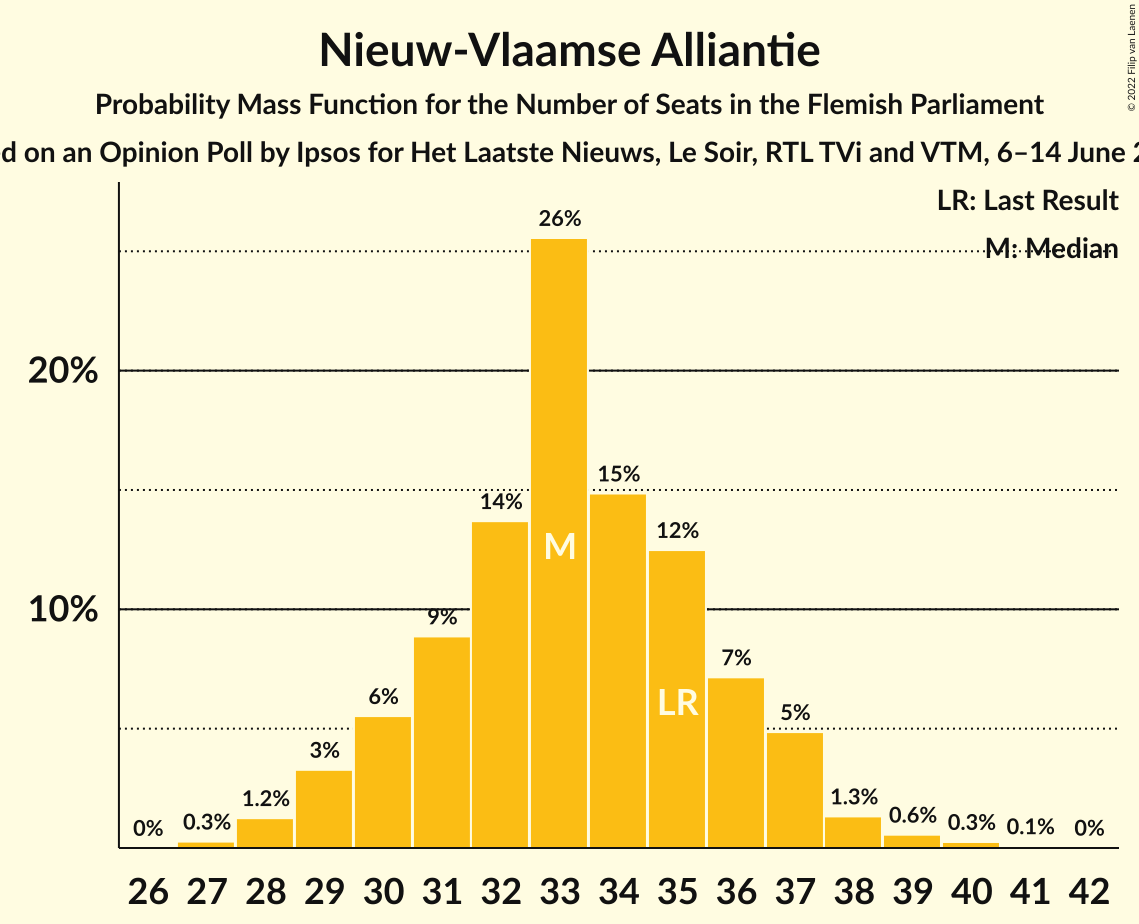 Nieuw-Vlaamse Alliantie
Probability Mass Function for the Number of Seats in the Flemish Parliament
on an Opinion Poll by Ipsos for Het Laatste Nieuws, Le Soir, RTL TVi and VTM, 6–14 June
© 2022 Filip van Laenen
LR: Last Result
M: Median
20%
10%
0%
0.3%
1.2%
3%
6%
9%
14%
26%
15%
12%
7%
5%
1.3%
0.6%
0.3%
0.1%
0%
M
LR
26 27 28 29 30 31 32 33 34 35 36 37 38 39 40 41 42